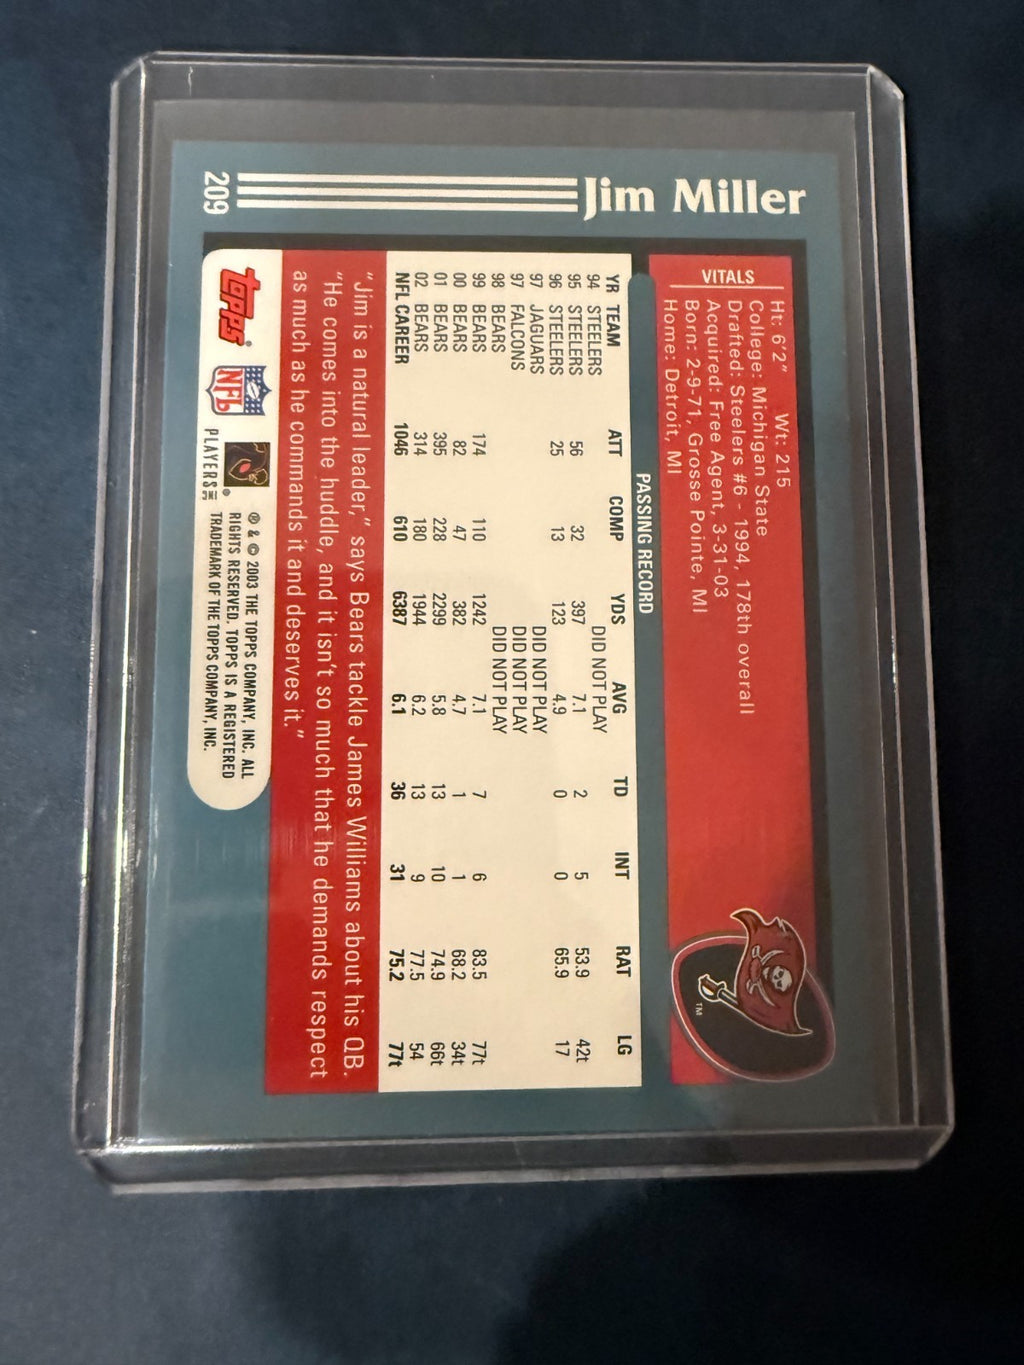 Jim Miller
209
VITALS
Ht: 6'2" Wt: 215
College: Michigan State
Drafted: Steelers #6 - 1994, 178th overall
Acquired: Free Agent, 3-31-03
Born: 2-9-71, Grosse Pointe, MI
Home: Detroit, MI
TM
PASSING RECORD
YR TEAM ATT COMP YDS AVG TD INT RAT LG
94 STEELERS DID NOT PLAY
95 STEELERS 56 32 397 7.1 2 5 53.9 42t
96 STEELERS 25 13 123 4.9 0 0 65.9 17
97 JAGUARS DID NOT PLAY
97 FALCONS DID NOT PLAY
98 BEARS DID NOT PLAY
99 BEARS 174 110 1242 7.1 7 6 83.5 77t
00 BEARS 82 47 382 4.7 1 1 68.2 34t
01 BEARS 395 228 2299 5.8 13 10 74.9 66t
02 BEARS 314 180 1944 6.2 13 9 77.5 54
NFL CAREER 1046 610 6387 6.1 36 31 75.2 77t
"Jim is a natural leader," says Bears tackle James Williams about his QB.
"He comes into the huddle, and it isn't so much that he demands respect
as much as he commands it and deserves it."
topps
NFL
PLAYERS INC
® & © 2003 THE TOPPS COMPANY, INC. ALL
RIGHTS RESERVED. TOPPS IS A REGISTERED
TRADEMARK OF THE TOPPS COMPANY, INC.